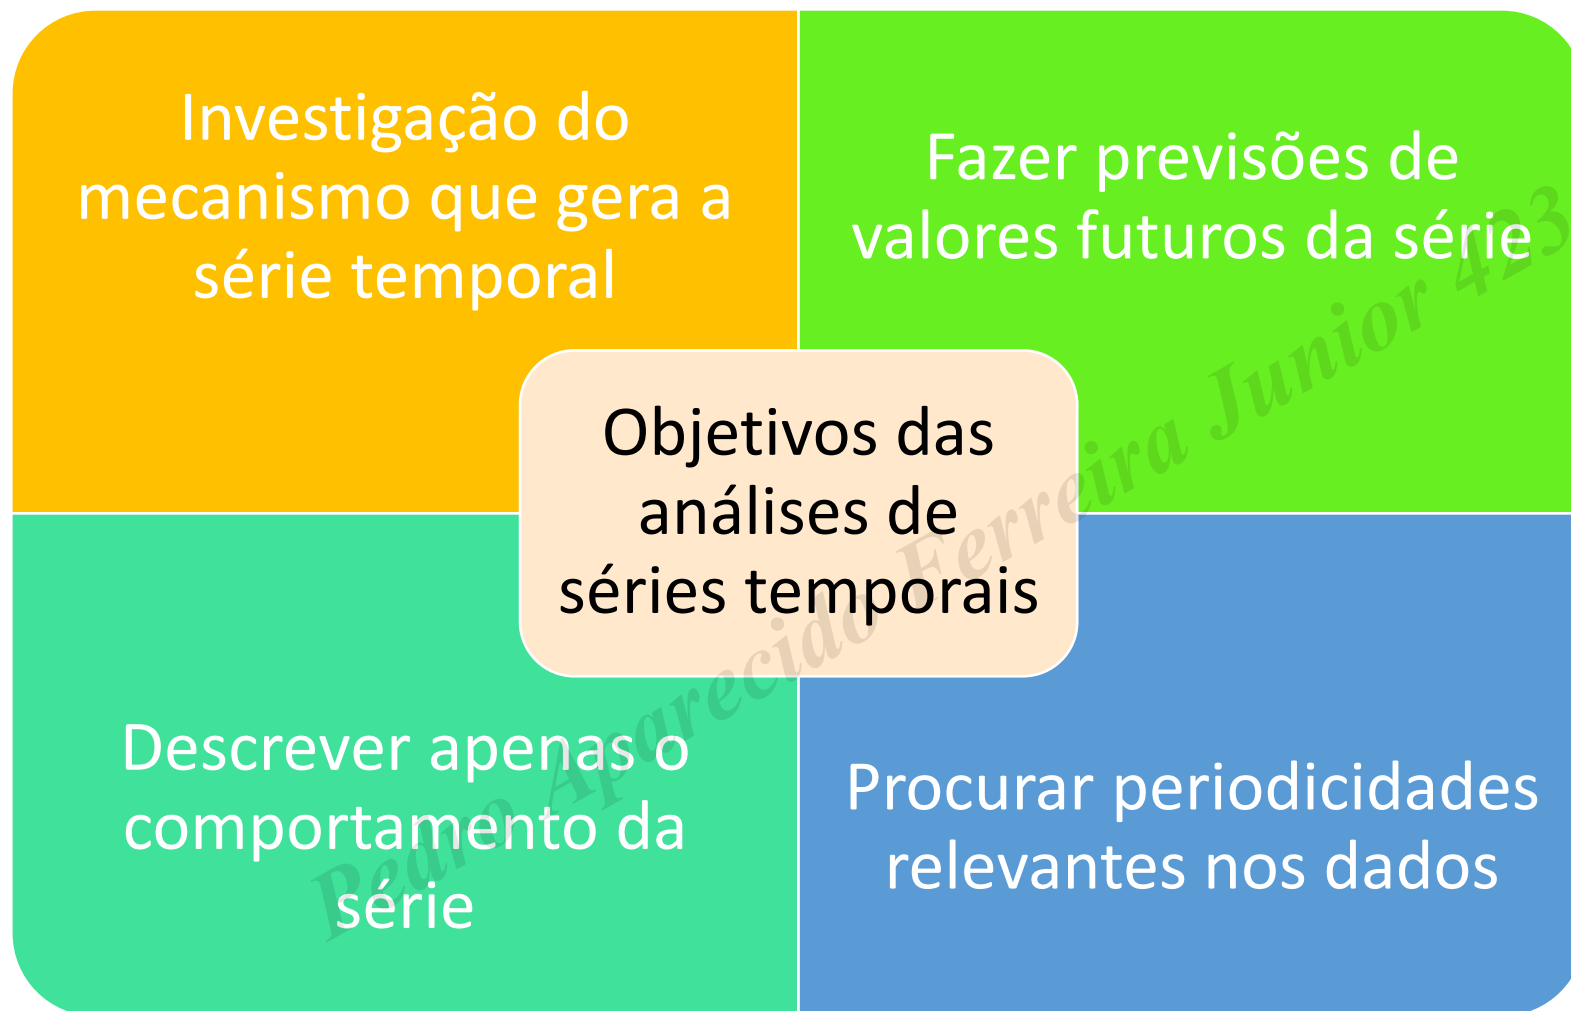 Investigação do
mecanismo que gera a
série temporal
Fazer previsões de
valores futuros da série
Objetivos das
análises de
séries temporais
Descrever apenas o
comportamento da
série
Procurar periodicidades
relevantes nos dados
Pedro Aparecido Ferreira Junior 423